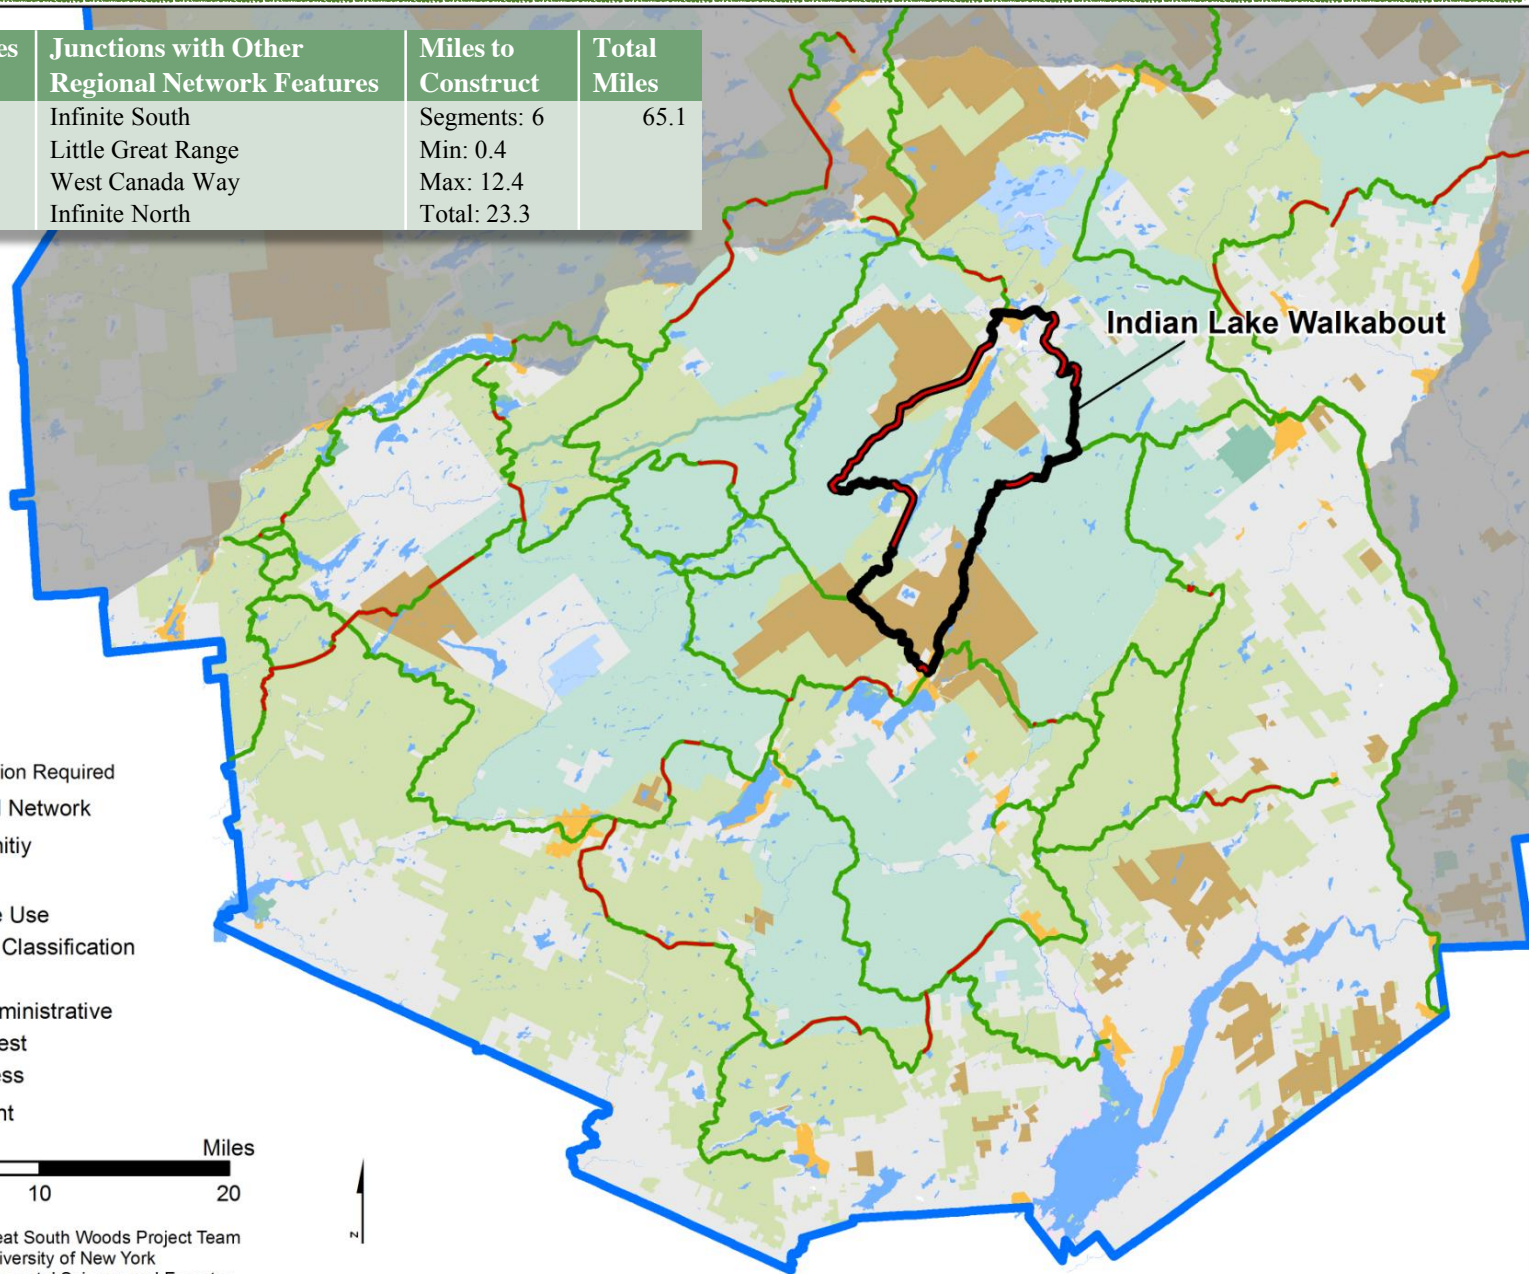 es Junctions with Other Miles to Total
Regional Network Features Construct Miles
Infinite South Segments: 6 65.1
Little Great Range Min: 0.4
West Canada Way Max: 12.4
Infinite North Total: 23.3
Indian Lake Walkabout
ion Required
l Network
nitiy
e Use
Classification
ministrative
est
ess
nt
Miles
10 20
N
eat South Woods Project Team
iversity of New York